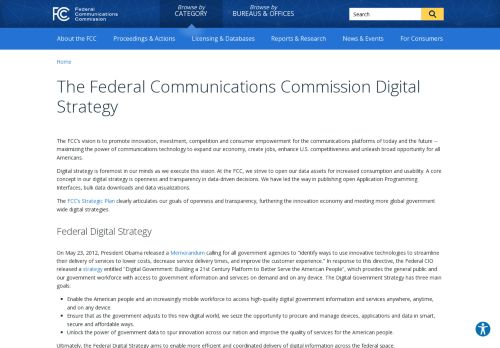 FCC
Federal
Communications
Commission
Browse by
CATEGORY
Browse by
BUREAUS & OFFICES
Search
About the FCC
Proceedings & Actions
Licensing & Databases
Reports & Research
News & Events
For Consumers
Home
The Federal Communications Commission Digital
Strategy
The FCC's vision is to promote innovation, investment, competition and consumer empowerment for the communications platforms of today and the future –
maximizing the power of communications technology to expand our economy, create jobs, enhance U.S. competitiveness and unleash broad opportunity for all
Americans.
Digital strategy is foremost in our minds as we execute this vision. At the FCC, we strive to open our data assets for increased consumption and usability. A core
concept in our digital strategy is openness and transparency in data-driven decisions. We have led the way in publishing open Application Programming
Interfaces, bulk data downloads and data visualizations.
The FCC's Strategic Plan clearly articulates our goals of openness and transparency, furthering the innovation economy and meeting more global government
wide digital strategies.
Federal Digital Strategy
On May 23, 2012, President Obama released a Memorandum calling for all government agencies to "identify ways to use innovative technologies to streamline
their delivery of services to lower costs, decrease service delivery times, and improve the customer experience." In response to this directive, the Federal CIO
released a strategy entitled "Digital Government: Building a 21st Century Platform to Better Serve the American People", which provides the general public and
our government workforce with access to government information and services on demand and on any device. The Digital Government Strategy has three main
goals:
• Enable the American people and an increasingly mobile workforce to access high-quality digital government information and services anywhere, anytime,
and on any device.
• Ensure that as the government adjusts to this new digital world, we seize the opportunity to procure and manage devices, applications and data in smart,
secure and affordable ways.
• Unlock the power of government data to spur innovation across our nation and improve the quality of services for the American people.
Ultimately, the Federal Digital Strategy aims to enable more efficient and coordinated delivery of digital information across the federal space.